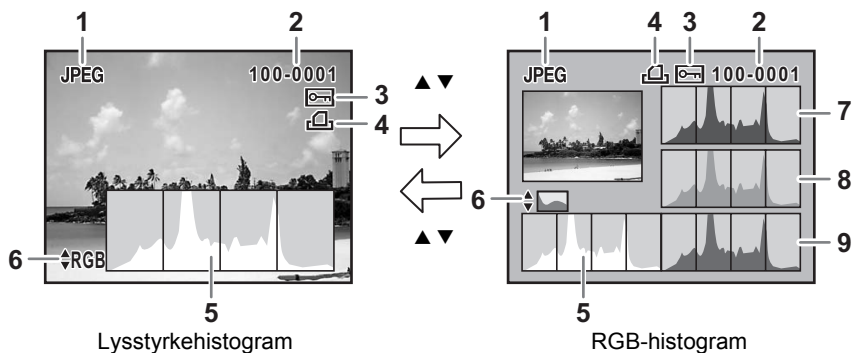 1 2
JPEG 100-0001
3
4
6 RGB
5
Lysstyrkehistogram
▲▼
▲▼
1 4 3 2
JPEG 100-0001
7
8
6
9
5
RGB-histogram